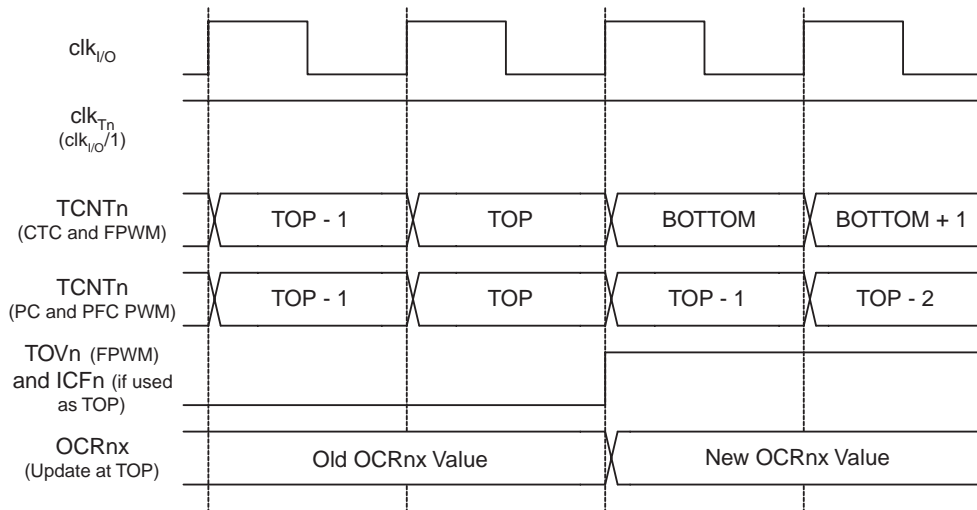 clkI/O
clkTn
(clkI/O/1)
TCNTn
(CTC and FPWM)
TOP - 1
TOP
BOTTOM
BOTTOM + 1
TCNTn
(PC and PFC PWM)
TOP - 1
TOP
TOP - 1
TOP - 2
TOVn (FPWM)
and ICFn (if used
as TOP)
OCRnx
(Update at TOP)
Old OCRnx Value
New OCRnx Value